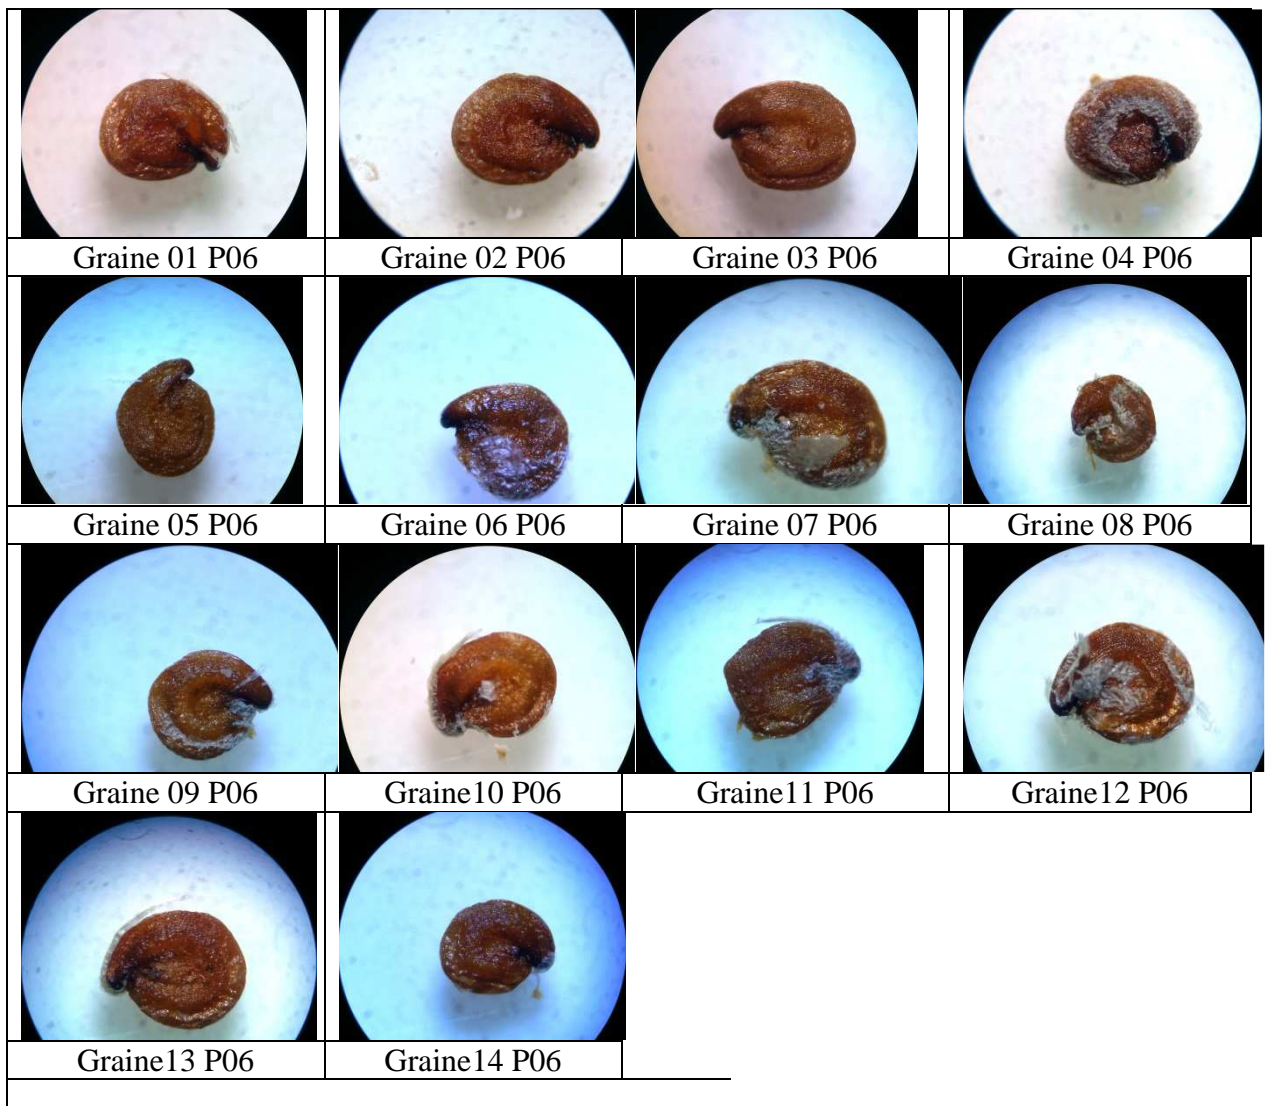 Graine 01 P06
Graine 02 P06
Graine 03 P06
Graine 04 P06
Graine 05 P06
Graine 06 P06
Graine 07 P06
Graine 08 P06
Graine 09 P06
Graine10 P06
Graine11 P06
Graine12 P06
Graine13 P06
Graine14 P06